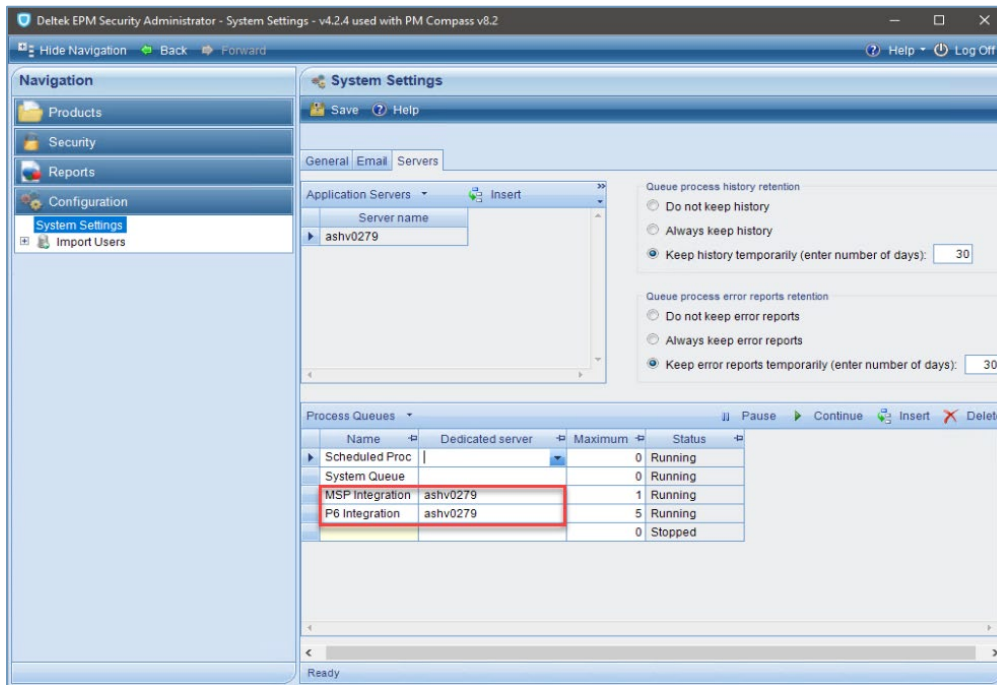 Deltek EPM Security Administrator - System Settings - v4.2.4 used with PM Compass v8.2
Hide Navigation Back Forward Help Log Off
Navigation
Products
Security
Reports
Configuration
System Settings
Import Users
System Settings
Save Help
General Email Servers
Application Servers Insert
Server name
ashv0279
Queue process history retention
Do not keep history
Always keep history
Keep history temporarily (enter number of days): 30
Queue process error reports retention
Do not keep error reports
Always keep error reports
Keep error reports temporarily (enter number of days): 30
Process Queues Pause Continue Insert Delet
Name Dedicated server Maximum Status
Scheduled Proc 0 Running
System Queue 0 Running
MSP Integration ashv0279 1 Running
P6 Integration ashv0279 5 Running
0 Stopped
Ready